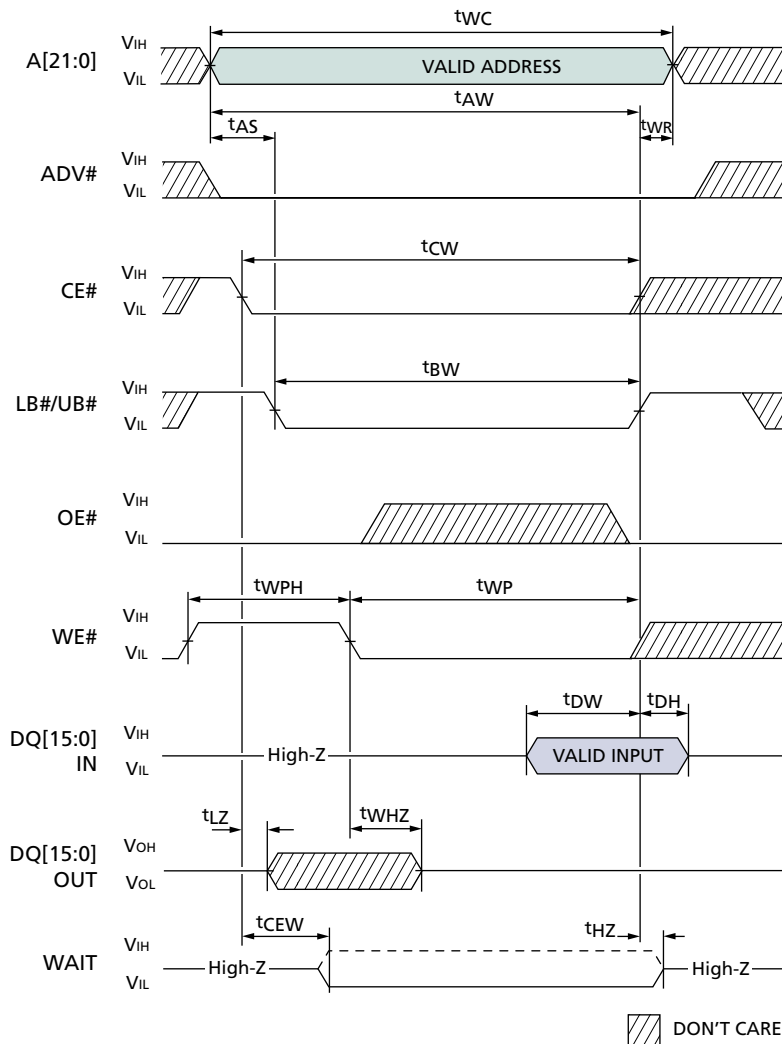 tWC
A[21:0] VIH VIL VALID ADDRESS
tAW
tAS tWR
ADV# VIH VIL
tCW
CE# VIH VIL
tBW
LB#/UB# VIH VIL
OE# VIH VIL
tWPH tWP
WE# VIH VIL
tDW tDH
DQ[15:0] IN VIH VIL High-Z VALID INPUT
tLZ tWHZ
DQ[15:0] OUT VOH VOL
tCEW tHZ
WAIT VIH VIL High-Z High-Z
DON'T CARE